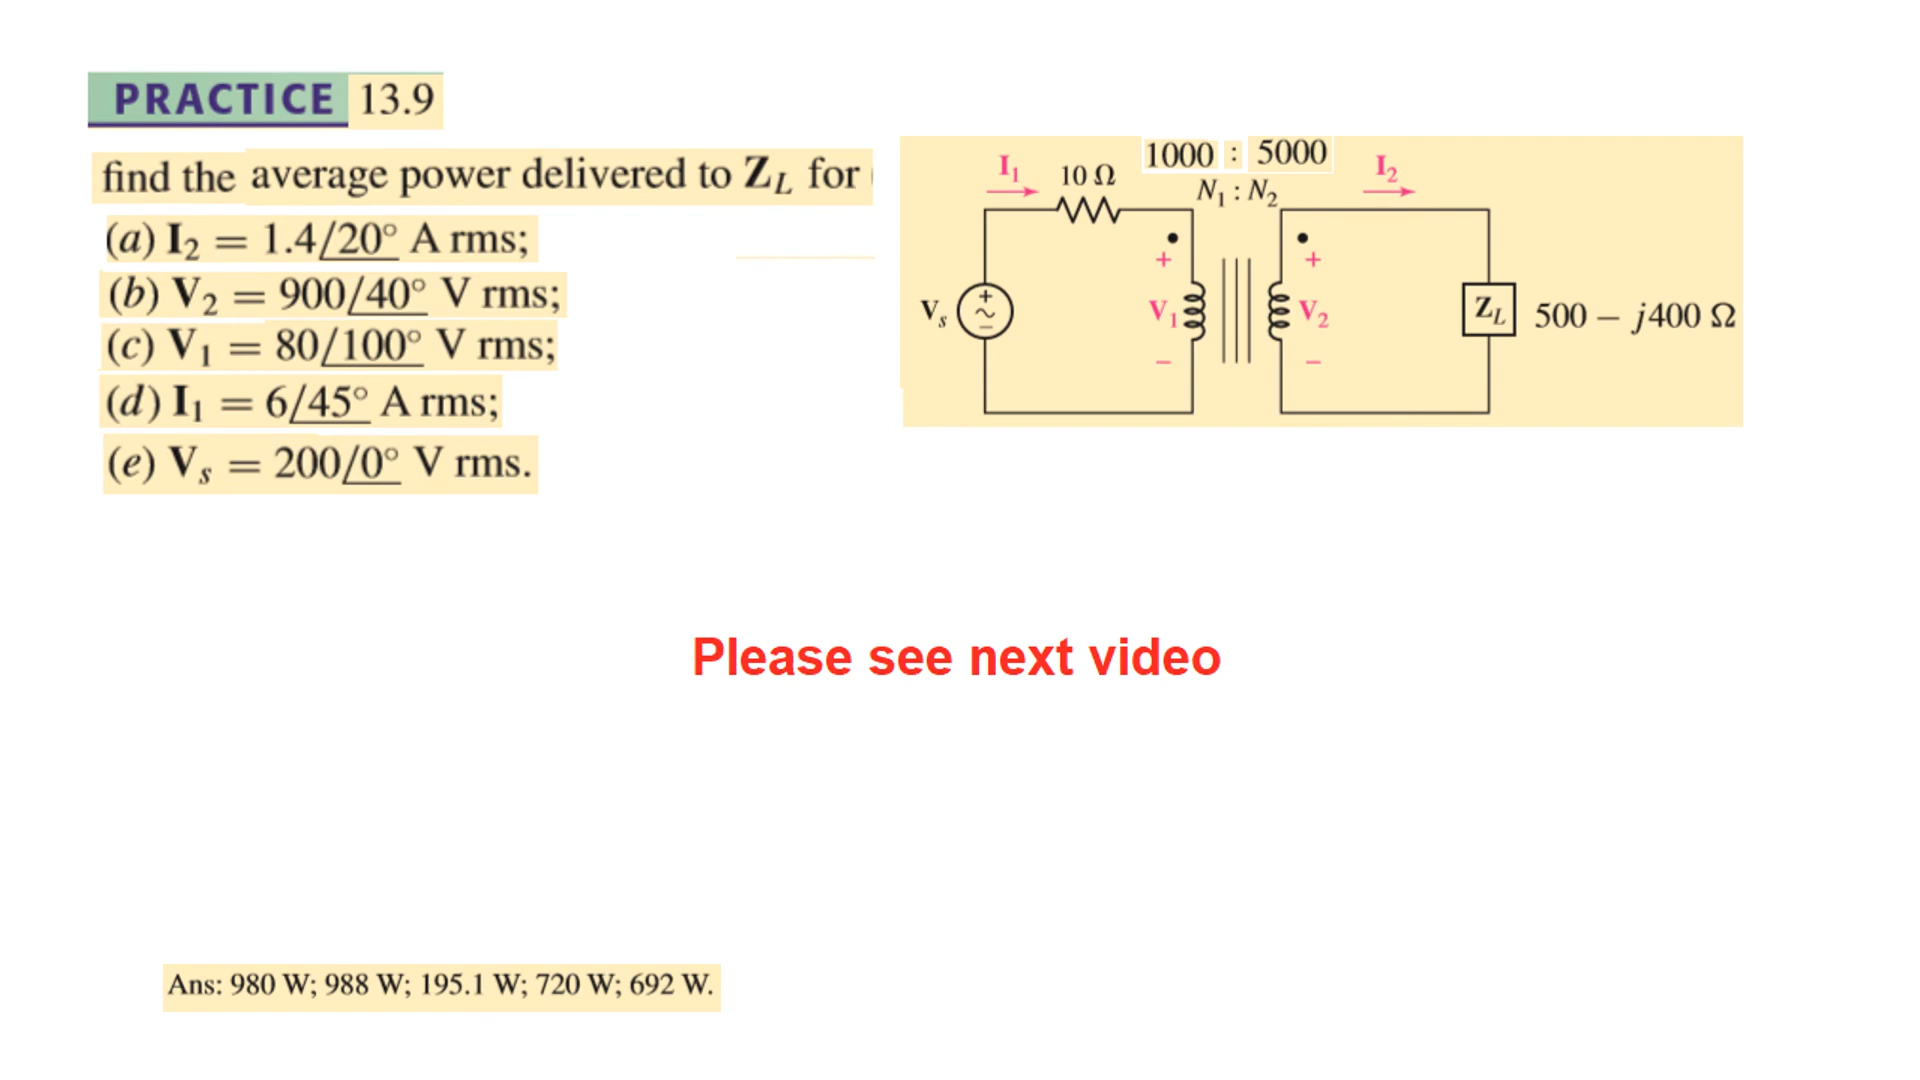 PRACTICE 13.9
find the average power delivered to Z_L for
(a) I₂ = 1.4/20° A rms;
(b) V₂ = 900/40° V rms;
(c) V₁ = 80/100° V rms;
(d) I₁ = 6/45° A rms;
(e) Vₛ = 200/0° V rms.
1000 : 5000
I₁ 10 Ω N₁ : N₂ I₂
+ +
Vₛ + ~ − V₁ V₂ Z_L 500 − j400 Ω
− −
Please see next video
Ans: 980 W; 988 W; 195.1 W; 720 W; 692 W.